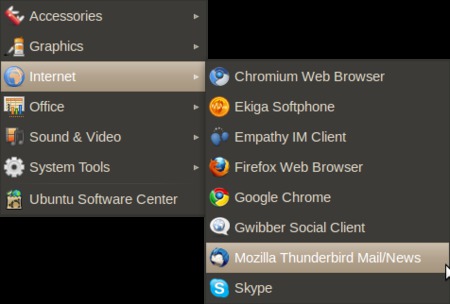 Accessories
Graphics
Internet
Office
Sound & Video
System Tools
Ubuntu Software Center
Chromium Web Browser
Ekiga Softphone
Empathy IM Client
Firefox Web Browser
Google Chrome
Gwibber Social Client
Mozilla Thunderbird Mail/News
Skype